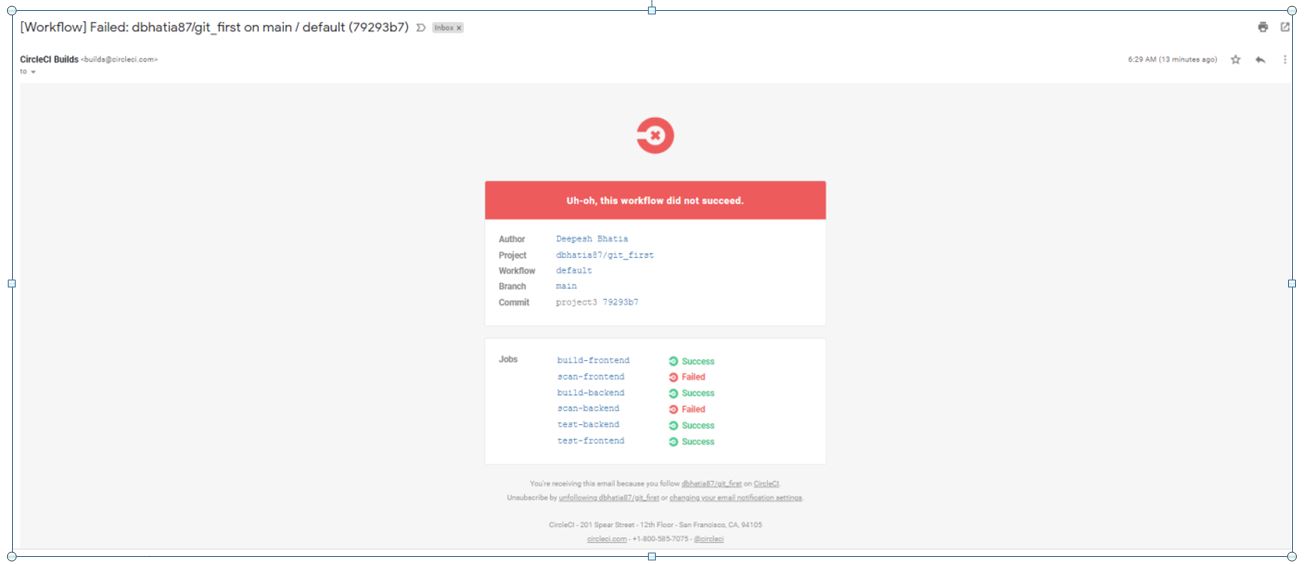 [Workflow] Failed: dbhatia87/git_first on main / default (79293b7) Inbox x
CircleCI Builds <builds@circleci.com> 6:29 AM (13 minutes ago)
to
Uh-oh, this workflow did not succeed.
Author Deepesh Bhatia
Project dbhatia87/git_first
Workflow default
Branch main
Commit project3 79293b7
Jobs build-frontend Success
scan-frontend Failed
build-backend Success
scan-backend Failed
test-backend Success
test-frontend Success
You're receiving this email because you follow dbhatia87/git_first on CircleCI.
Unsubscribe by unfollowing dbhatia87/git_first or changing your email notification settings.
CircleCI - 201 Spear Street - 12th Floor - San Francisco, CA, 94105
circleci.com - +1-800-585-7075 - @circleci